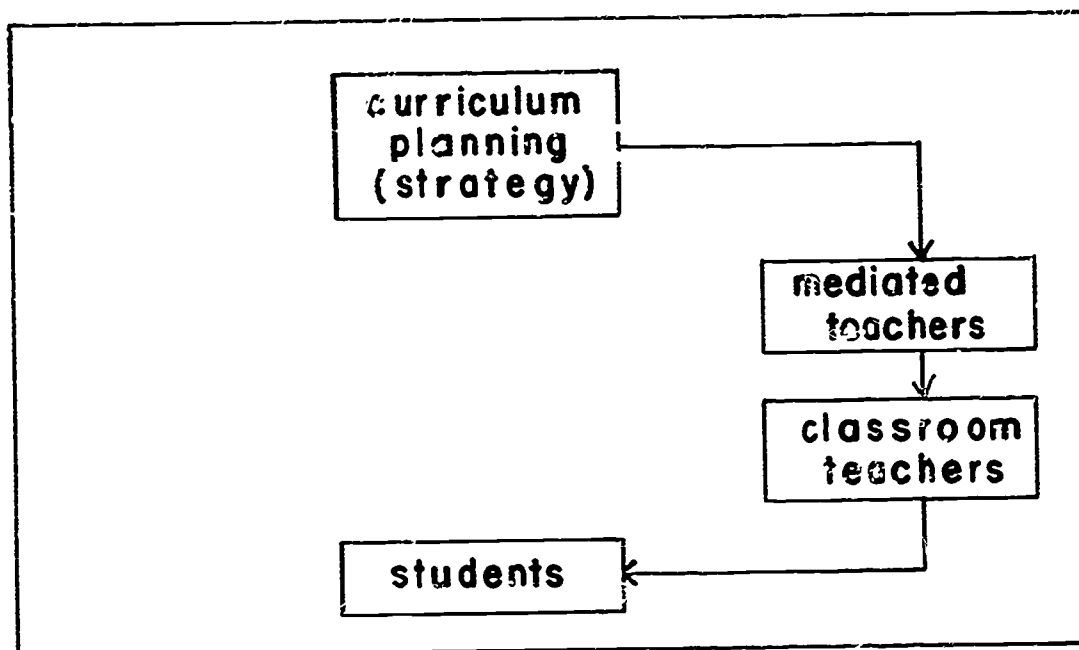 curriculum
planning
(strategy)
mediated
teachers
classroom
teachers
students